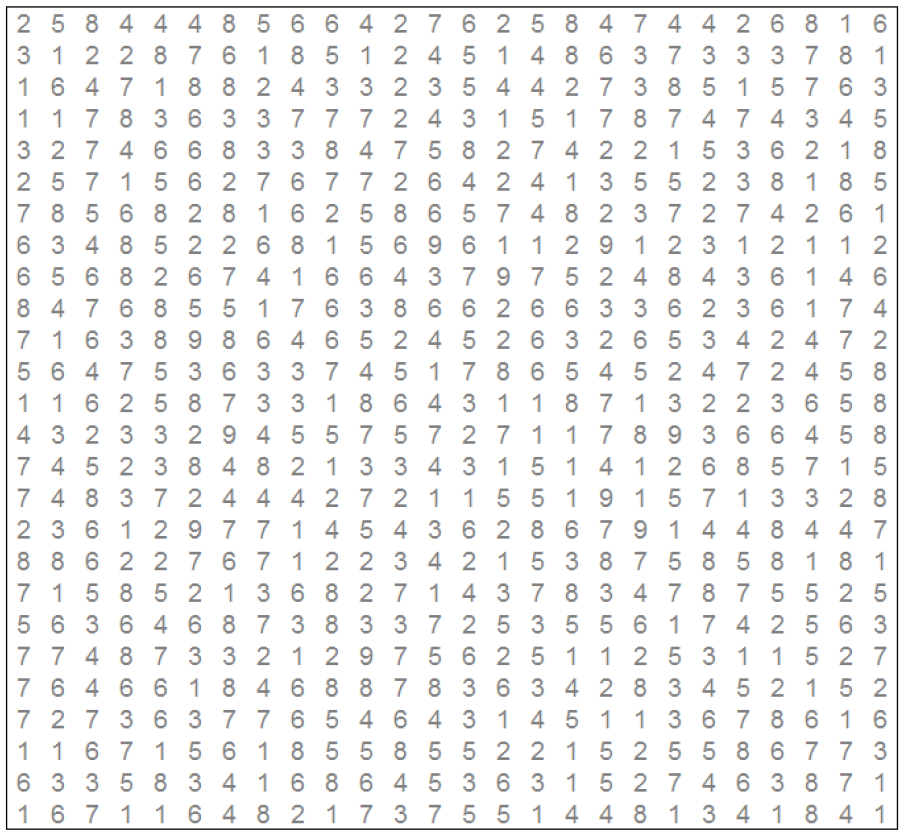 2 5 8 4 4 4 8 5 6 6 4 2 7 6 2 5 8 4 7 4 4 2 6 8 1 6
3 1 2 2 8 7 6 1 8 5 1 2 4 5 1 4 8 6 3 7 3 3 3 7 8 1
1 6 4 7 1 8 8 2 4 3 3 2 3 5 4 4 2 7 3 8 5 1 5 7 6 3
1 1 7 8 3 6 3 3 7 7 7 2 4 3 1 5 1 7 8 7 4 7 4 3 4 5
3 2 7 4 6 6 8 3 3 8 4 7 5 8 2 7 4 2 2 1 5 3 6 2 1 8
2 5 7 1 5 6 2 7 6 7 7 2 6 4 2 4 1 3 5 5 2 3 8 1 8 5
7 8 5 6 8 2 8 1 6 2 5 8 6 5 7 4 8 2 3 7 2 7 4 2 6 1
6 3 4 8 5 2 2 6 8 1 5 6 9 6 1 1 2 9 1 2 3 1 2 1 1 2
6 5 6 8 2 6 7 4 1 6 6 4 3 7 9 7 5 2 4 8 4 3 6 1 4 6
8 4 7 6 8 5 5 1 7 6 3 8 6 6 2 6 6 3 3 6 2 3 6 1 7 4
7 1 6 3 8 9 8 6 4 6 5 2 4 5 2 6 3 2 6 5 3 4 2 4 7 2
5 6 4 7 5 3 6 3 3 7 4 5 1 7 8 6 5 4 5 2 4 7 2 4 5 8
1 1 6 2 5 8 7 3 3 1 8 6 4 3 1 1 8 7 1 3 2 2 3 6 5 8
4 3 2 3 3 2 9 4 5 5 7 5 7 2 7 1 1 7 8 9 3 6 6 4 5 8
7 4 5 2 3 8 4 8 2 1 3 3 4 3 1 5 1 4 1 2 6 8 5 7 1 5
7 4 8 3 7 2 4 4 4 2 7 2 1 1 5 5 1 9 1 5 7 1 3 3 2 8
2 3 6 1 2 9 7 7 1 4 5 4 3 6 2 8 6 7 9 1 4 4 8 4 4 7
8 8 6 2 2 7 6 7 1 2 2 3 4 2 1 5 3 8 7 5 8 5 8 1 8 1
7 1 5 8 5 2 1 3 6 8 2 7 1 4 3 7 8 3 4 7 8 7 5 5 2 5
5 6 3 6 4 6 8 7 3 8 3 3 7 2 5 3 5 5 6 1 7 4 2 5 6 3
7 7 4 8 7 3 3 2 1 2 9 7 5 6 2 5 1 1 2 5 3 1 1 5 2 7
7 6 4 6 6 1 8 4 6 8 8 7 8 3 6 3 4 2 8 3 4 5 2 1 5 2
7 2 7 3 6 3 7 7 6 5 4 6 4 3 1 4 5 1 1 3 6 7 8 6 1 6
1 1 6 7 1 5 6 1 8 5 5 8 5 5 2 2 1 5 2 5 5 8 6 7 7 3
6 3 3 5 8 3 4 1 6 8 6 4 5 3 6 3 1 5 2 7 4 6 3 8 7 1
1 6 7 1 1 6 4 8 2 1 7 3 7 5 5 1 4 4 8 1 3 4 1 8 4 1